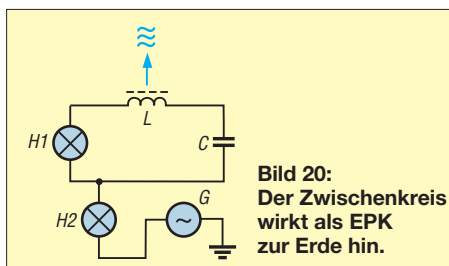 L
H1
C
H2
G
~
Bild 20:
Der Zwischenkreis
wirkt als EPK
zur Erde hin.